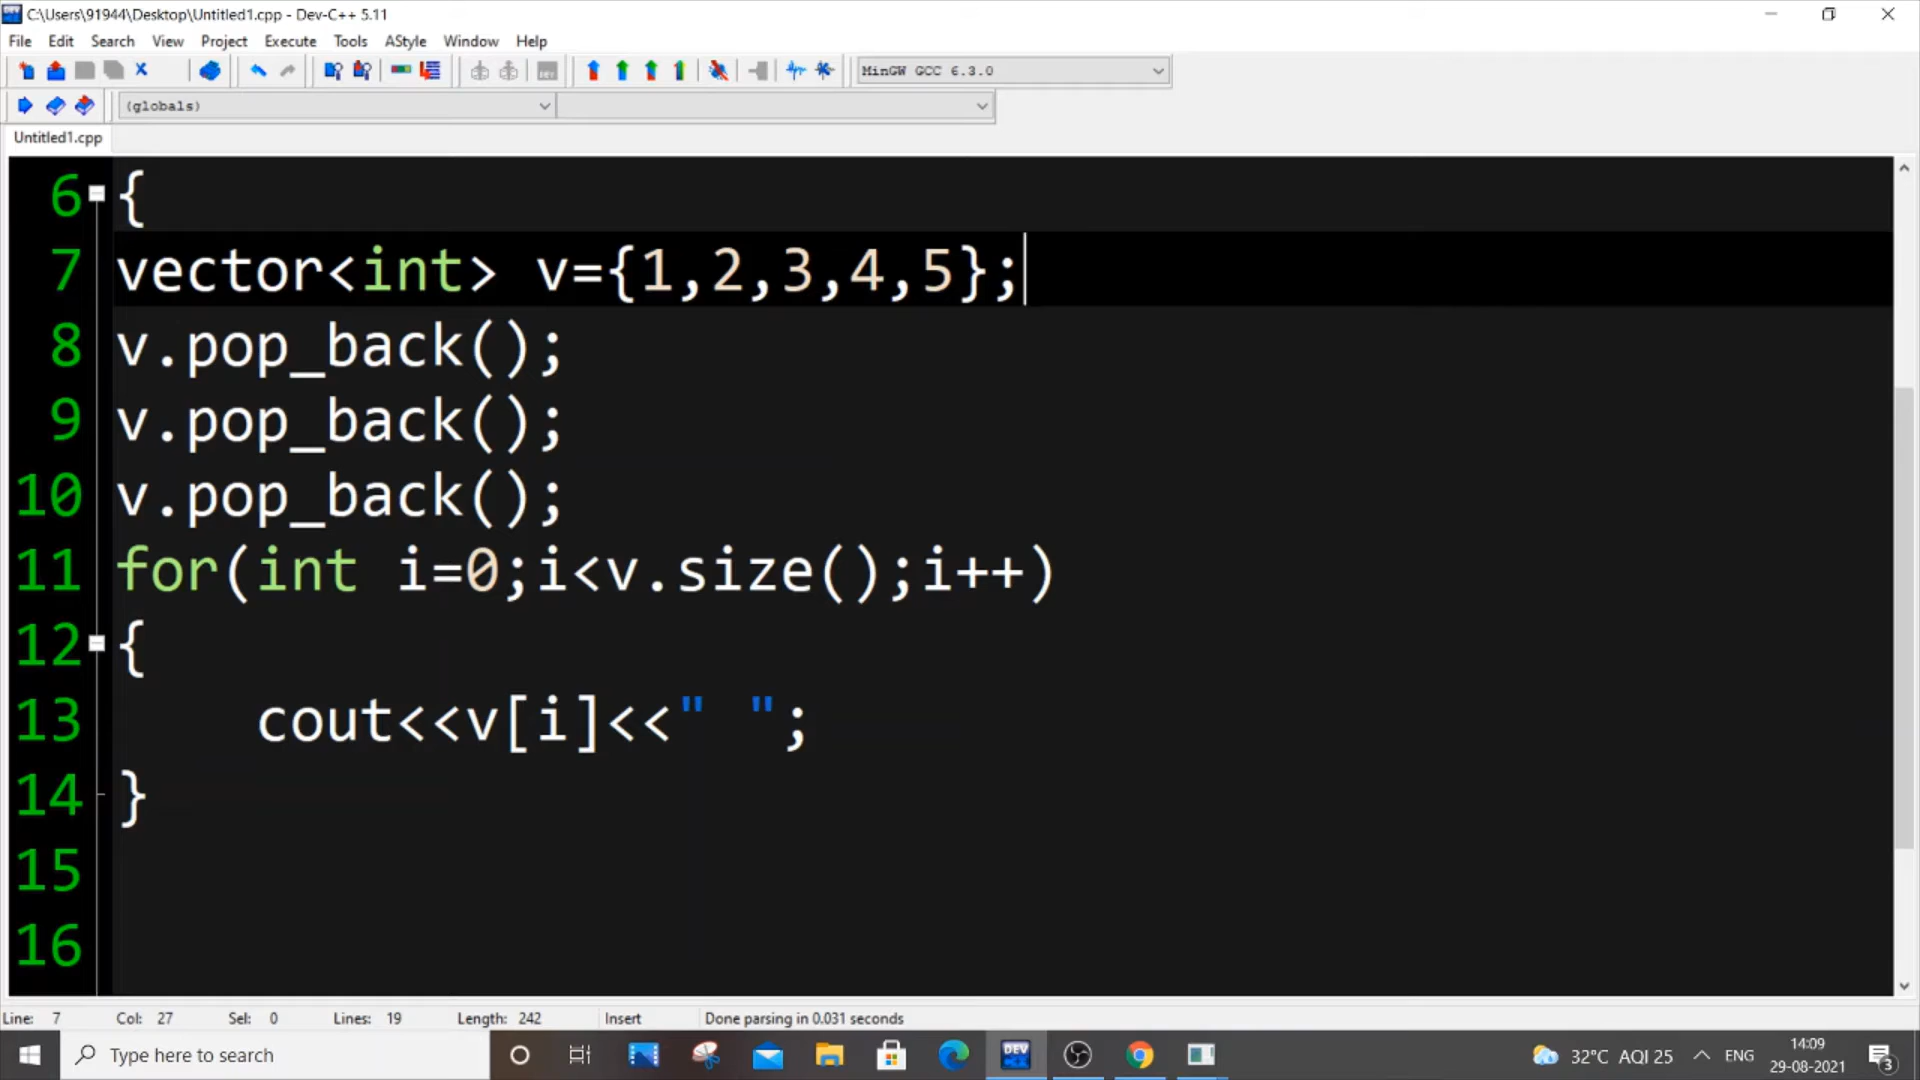 C:\Users\91944\Desktop\Untitled1.cpp - Dev-C++ 5.11
File Edit Search View Project Execute Tools AStyle Window Help
MinGW GCC 6.3.0
(globals)
Untitled1.cpp
6 {
7 vector<int> v={1,2,3,4,5};
8 v.pop_back();
9 v.pop_back();
10 v.pop_back();
11 for(int i=0;i<v.size();i++)
12 {
13 cout<<v[i]<<" ";
14 }
15
16
Line: 7 Col: 27 Sel: 0 Lines: 19 Length: 242 Insert Done parsing in 0.031 seconds
Type here to search
DEV
32°C AQI 25
ENG
14:09
29-08-2021
3